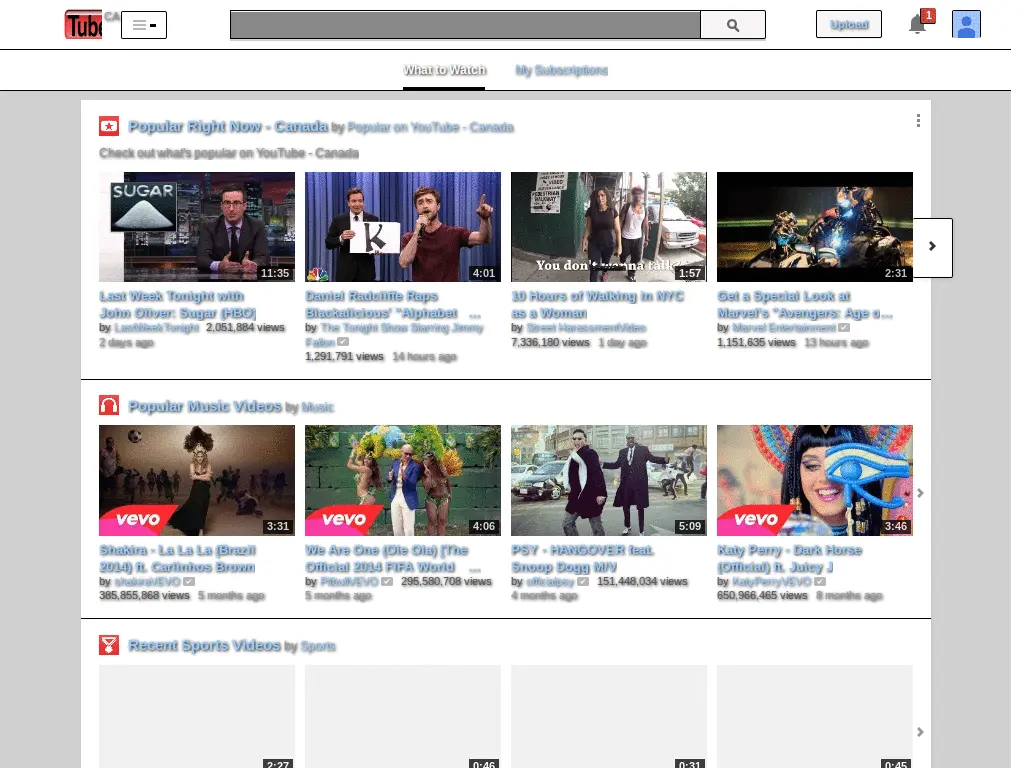 Tube CA
Upload
1
What to Watch
My Subscriptions
Popular Right Now - Canada by Popular on YouTube - Canada
Check out what's popular on YouTube - Canada
SUGAR
11:35
K
4:01
PEDESTRIAN
WALKWAY
You don't wanna talk
1:57
2:31
Last Week Tonight with
John Oliver: Sugar (HBO)
by LastWeekTonight 2,051,884 views
2 days ago
Daniel Radcliffe Raps
Blackalicious' "Alphabet ...
by The Tonight Show Starring Jimmy
Fallon
1,291,791 views 14 hours ago
10 Hours of Walking in NYC
as a Woman
by Street HarassmentVideo
7,336,180 views 1 day ago
Get a Special Look at
Marvel's "Avengers: Age o...
by Marvel Entertainment
1,151,635 views 13 hours ago
Popular Music Videos by Music
vevo
3:31
vevo
4:06
5:09
vevo
3:46
Shakira - La La La (Brazil
2014) ft. Carlinhos Brown
by shakiraVEVO
385,855,868 views 5 months ago
We Are One (Ole Ola) [The
Official 2014 FIFA World ...
by PitbullVEVO 295,580,708 views
5 months ago
PSY - HANGOVER feat.
Snoop Dogg M/V
by officialpsy 151,448,034 views
4 months ago
Katy Perry - Dark Horse
(Official) ft. Juicy J
by KatyPerryVEVO
650,966,465 views 8 months ago
Recent Sports Videos by Sports
2:27
0:46
0:31
0:45